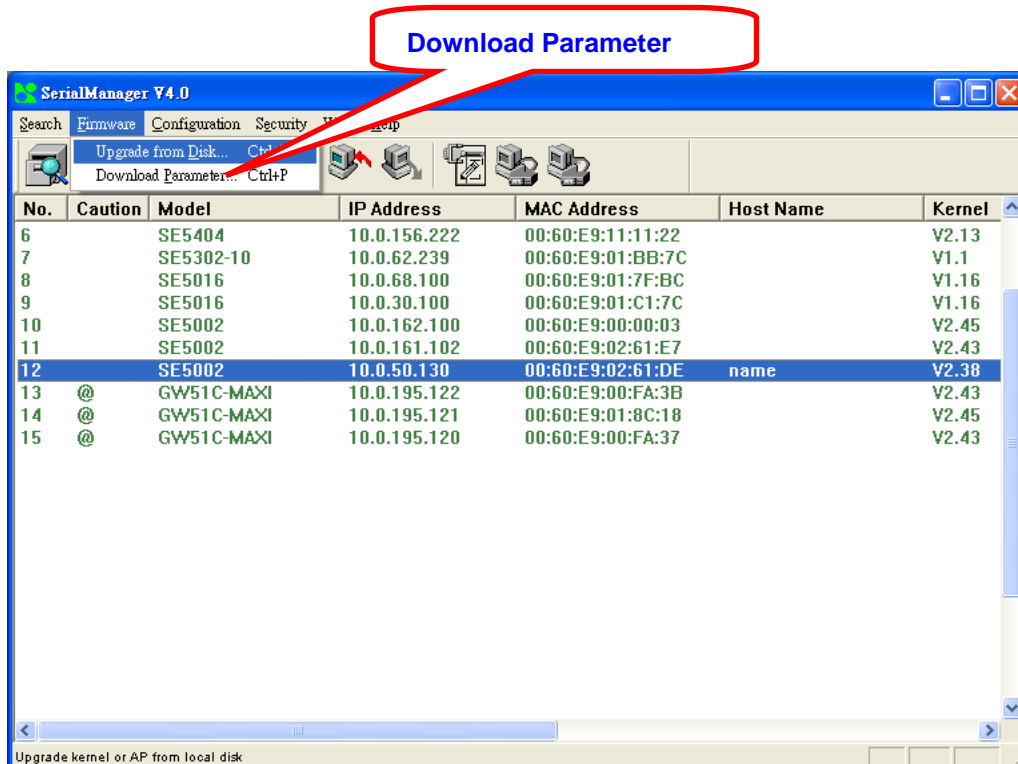 Download Parameter
SerialManager V4.0
Search Firmware Configuration Security Help
Upgrade from Disk...
Download Parameter... Ctrl+P
No. Caution Model IP Address MAC Address Host Name Kernel
6 SE5404 10.0.156.222 00:60:E9:11:11:22 V2.13
7 SE5302-10 10.0.62.239 00:60:E9:01:BB:7C V1.1
8 SE5016 10.0.68.100 00:60:E9:01:7F:BC V1.16
9 SE5016 10.0.30.100 00:60:E9:01:C1:7C V1.16
10 SE5002 10.0.162.100 00:60:E9:00:00:03 V2.45
11 SE5002 10.0.161.102 00:60:E9:02:61:E7 V2.43
12 SE5002 10.0.50.130 00:60:E9:02:61:DE name V2.38
13 @ GW51C-MAXI 10.0.195.122 00:60:E9:00:FA:3B V2.43
14 @ GW51C-MAXI 10.0.195.121 00:60:E9:01:8C:18 V2.45
15 @ GW51C-MAXI 10.0.195.120 00:60:E9:00:FA:37 V2.43
Upgrade kernel or AP from local disk